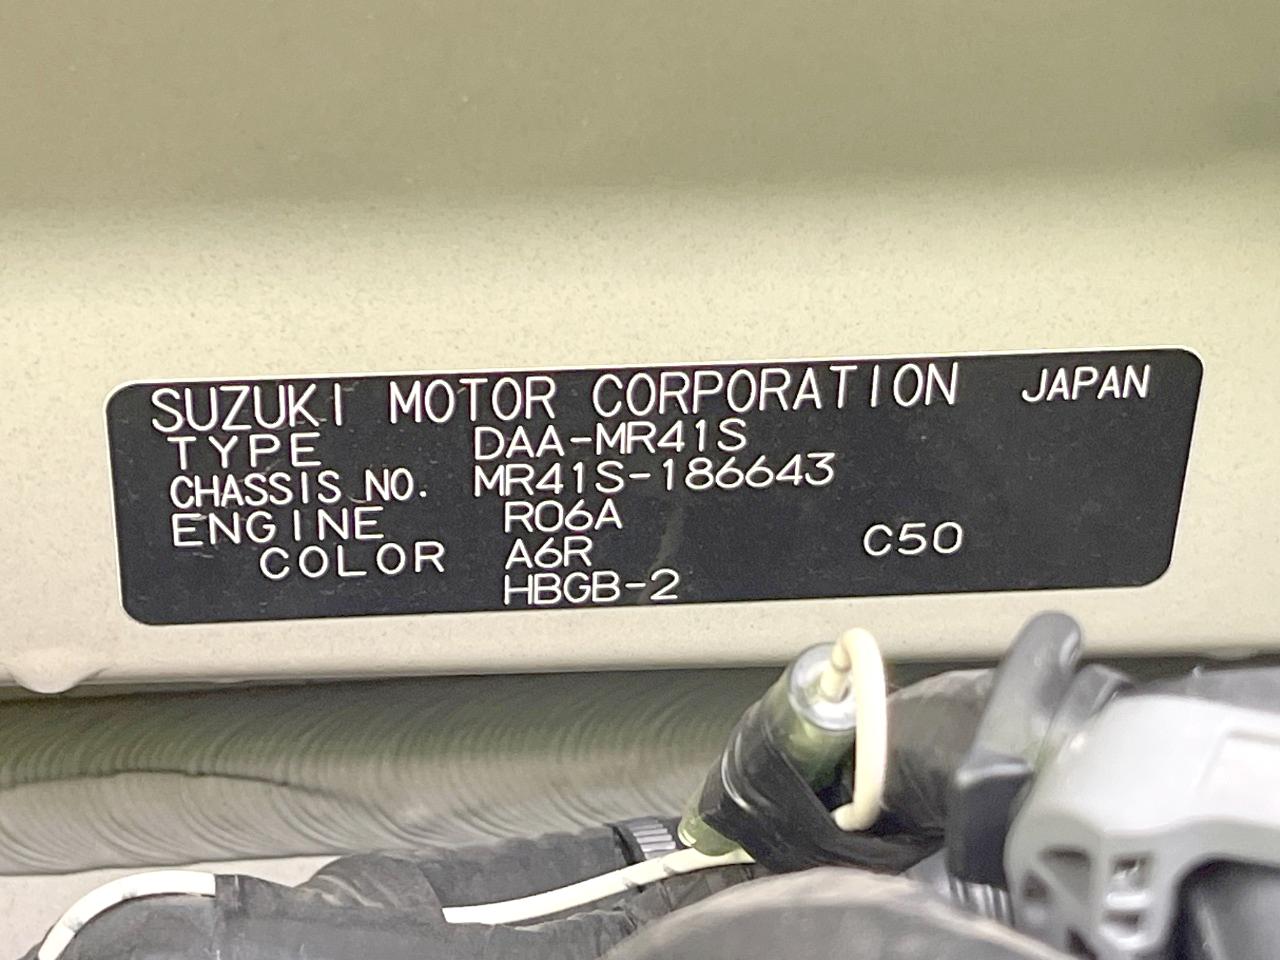 SUZUKI MOTOR CORPORATION JAPAN
TYPE DAA-MR41S
CHASSIS NO. MR41S-186643
ENGINE R06A
COLOR A6R C50
HBGB-2